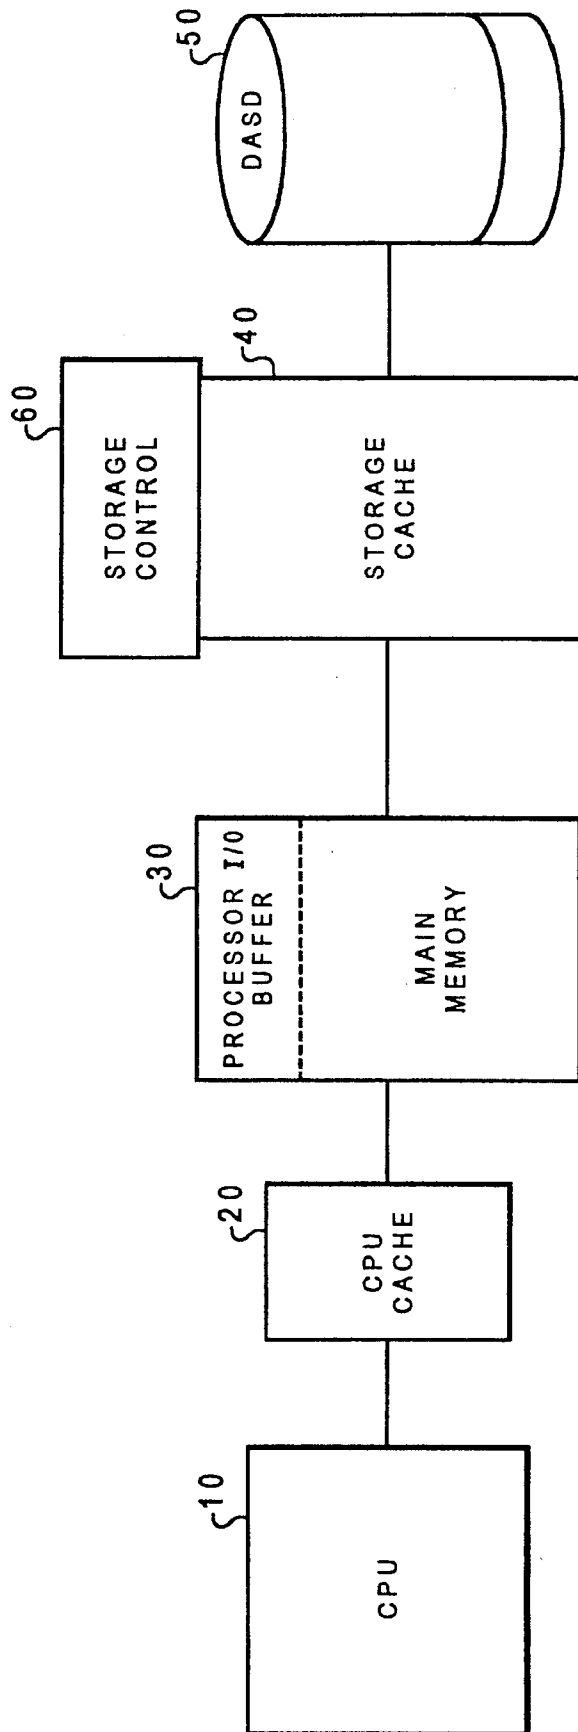 10
CPU
20
CPU
CACHE
30
PROCESSOR I/O
BUFFER
MAIN
MEMORY
60
STORAGE
CONTROL
40
STORAGE
CACHE
50
DASD